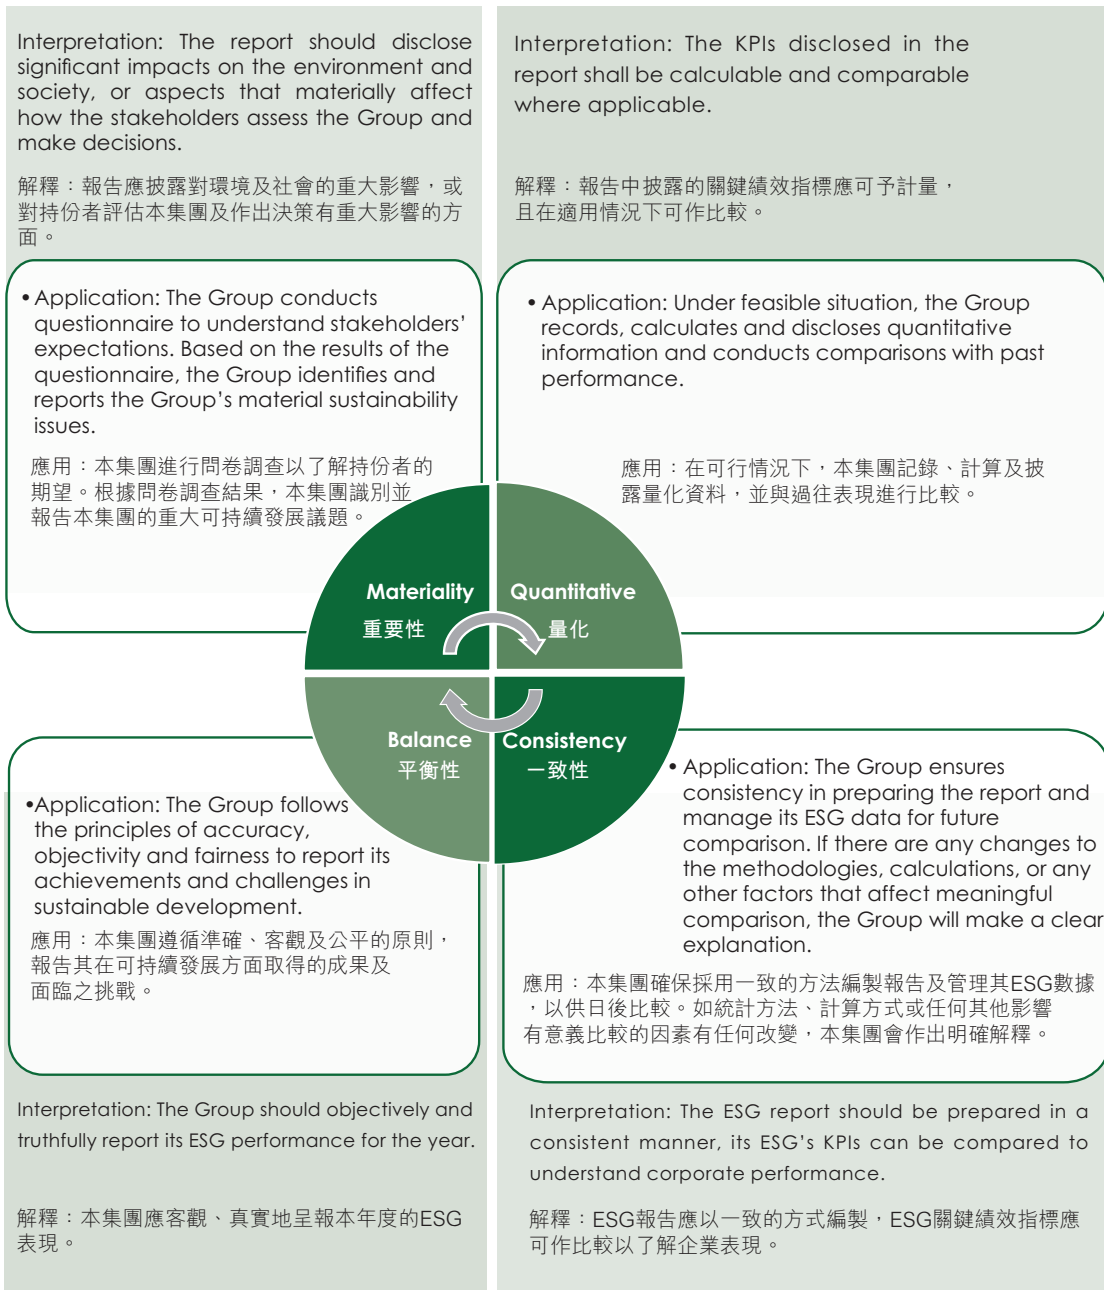 Interpretation: The report should disclose
significant impacts on the environment and
society, or aspects that materially affect
how the stakeholders assess the Group and
make decisions.
解釋：報告應披露對環境及社會的重大影響，或
對持份者評估本集團及作出決策有重大影響的方
面。
Interpretation: The KPIs disclosed in the
report shall be calculable and comparable
where applicable.
解釋：報告中披露的關鍵績效指標應可予計量，
且在適用情況下可作比較。
•Application: The Group conducts
questionnaire to understand stakeholders’
expectations. Based on the results of the
questionnaire, the Group identifies and
reports the Group’s material sustainability
issues.
應用：本集團進行問卷調查以了解持份者的
期望。根據問卷調查結果，本集團識別並
報告本集團的重大可持續發展議題。
• Application: Under feasible situation, the Group
records, calculates and discloses quantitative
information and conducts comparisons with past
performance.
應用：在可行情況下，本集團記錄、計算及披
露量化資料，並與過往表現進行比較。
Materiality
重要性
Quantitative
量化
Balance
平衡性
Consistency
一致性
•Application: The Group follows
the principles of accuracy,
objectivity and fairness to report its
achievements and challenges in
sustainable development.
應用：本集團遵循準確、客觀及公平的原則，
報告其在可持續發展方面取得的成果及
面臨之挑戰。
• Application: The Group ensures
consistency in preparing the report and
manage its ESG data for future
comparison. If there are any changes to
the methodologies, calculations, or any
other factors that affect meaningful
comparison, the Group will make a clear
explanation.
應用：本集團確保採用一致的方法編製報告及管理其ESG數據
，以供日後比較。如統計方法、計算方式或任何其他影響
有意義比較的因素有任何改變，本集團會作出明確解釋。
Interpretation: The Group should objectively and
truthfully report its ESG performance for the year.
解釋：本集團應客觀、真實地呈報本年度的ESG
表現。
Interpretation: The ESG report should be prepared in a
consistent manner, its ESG’s KPIs can be compared to
understand corporate performance.
解釋：ESG報告應以一致的方式編製，ESG關鍵績效指標應
可作比較以了解企業表現。